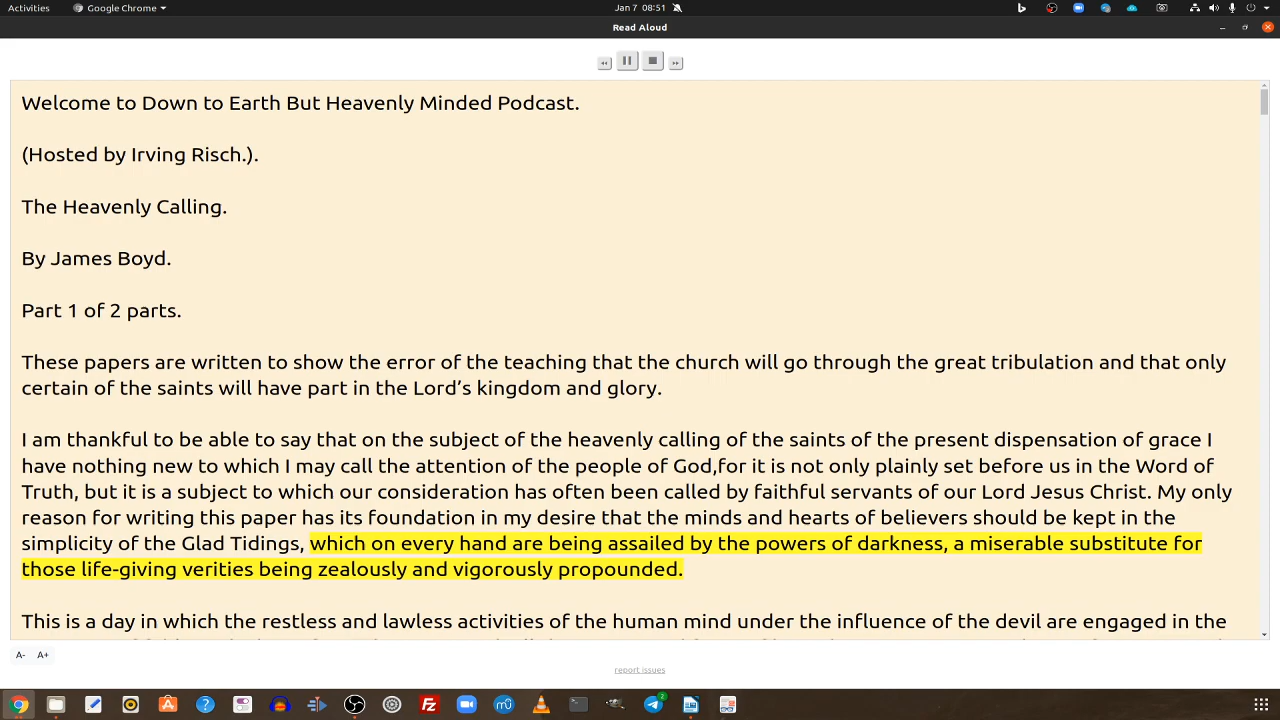 Activities
Google Chrome
Jan 7 08:51
Read Aloud
Welcome to Down to Earth But Heavenly Minded Podcast.
(Hosted by Irving Risch.).
The Heavenly Calling.
By James Boyd.
Part 1 of 2 parts.
These papers are written to show the error of the teaching that the church will go through the great tribulation and that only
certain of the saints will have part in the Lord’s kingdom and glory.
I am thankful to be able to say that on the subject of the heavenly calling of the saints of the present dispensation of grace I
have nothing new to which I may call the attention of the people of God,for it is not only plainly set before us in the Word of
Truth, but it is a subject to which our consideration has often been called by faithful servants of our Lord Jesus Christ. My only
reason for writing this paper has its foundation in my desire that the minds and hearts of believers should be kept in the
simplicity of the Glad Tidings, which on every hand are being assailed by the powers of darkness, a miserable substitute for
those life-giving verities being zealously and vigorously propounded.
This is a day in which the restless and lawless activities of the human mind under the influence of the devil are engaged in the
A-
A+
report issues
2